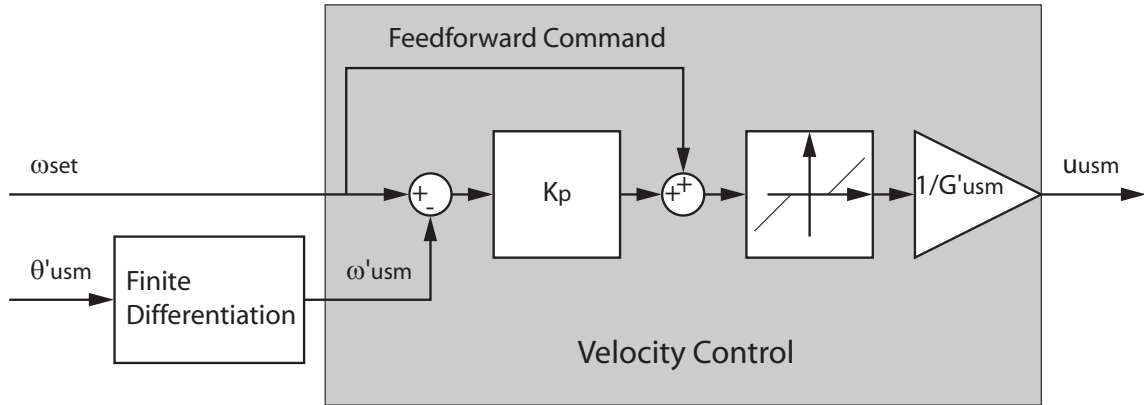 Feedforward Command
ωset
+
-
Kp
+
+
1/G'usm
uusm
θ'usm
Finite
Differentiation
ω'usm
Velocity Control